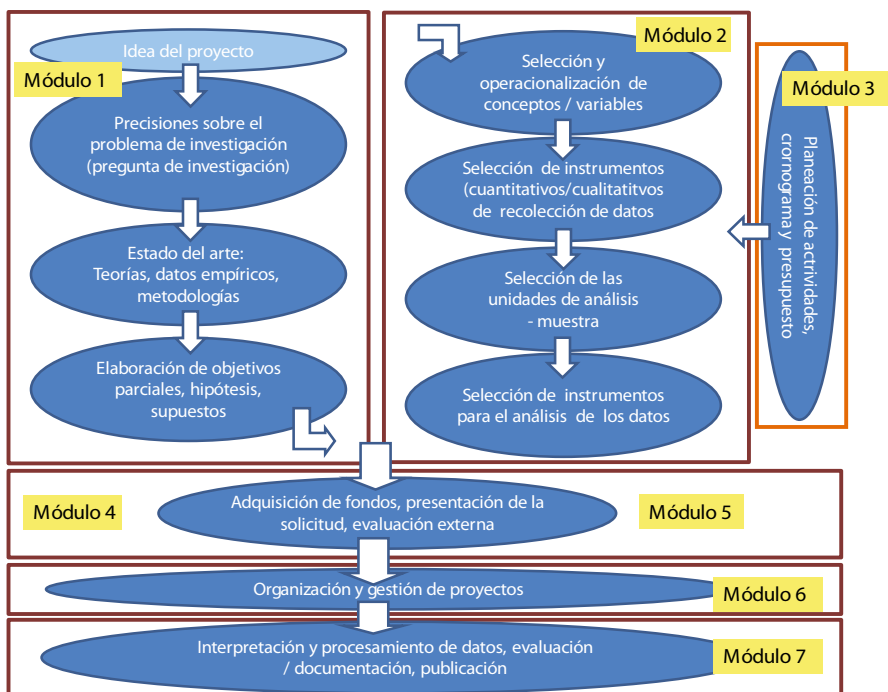 Idea del proyecto
Módulo 1
Precisiones sobre el
problema de investigación
(pregunta de investigación)
Estado del arte:
Teorías, datos empíricos,
metodologías
Elaboración de objetivos
parciales, hipótesis,
supuestos
Módulo 2
Selección y
operacionalización de
conceptos / variables
Selección de instrumentos
(cuantitativos/cualitatitvos
de recolección de datos
Selección de las
unidades de análisis
- muestra
Selección de instrumentos
para el análisis de los datos
Módulo 3
Planeación de actrividades,
crornograma y presupuesto
Módulo 4
Adquisición de fondos, presentación de la
solicitud, evaluación externa
Módulo 5
Organización y gestión de proyectos
Módulo 6
Interpretación y procesamiento de datos, evaluación
/ documentación, publicación
Módulo 7